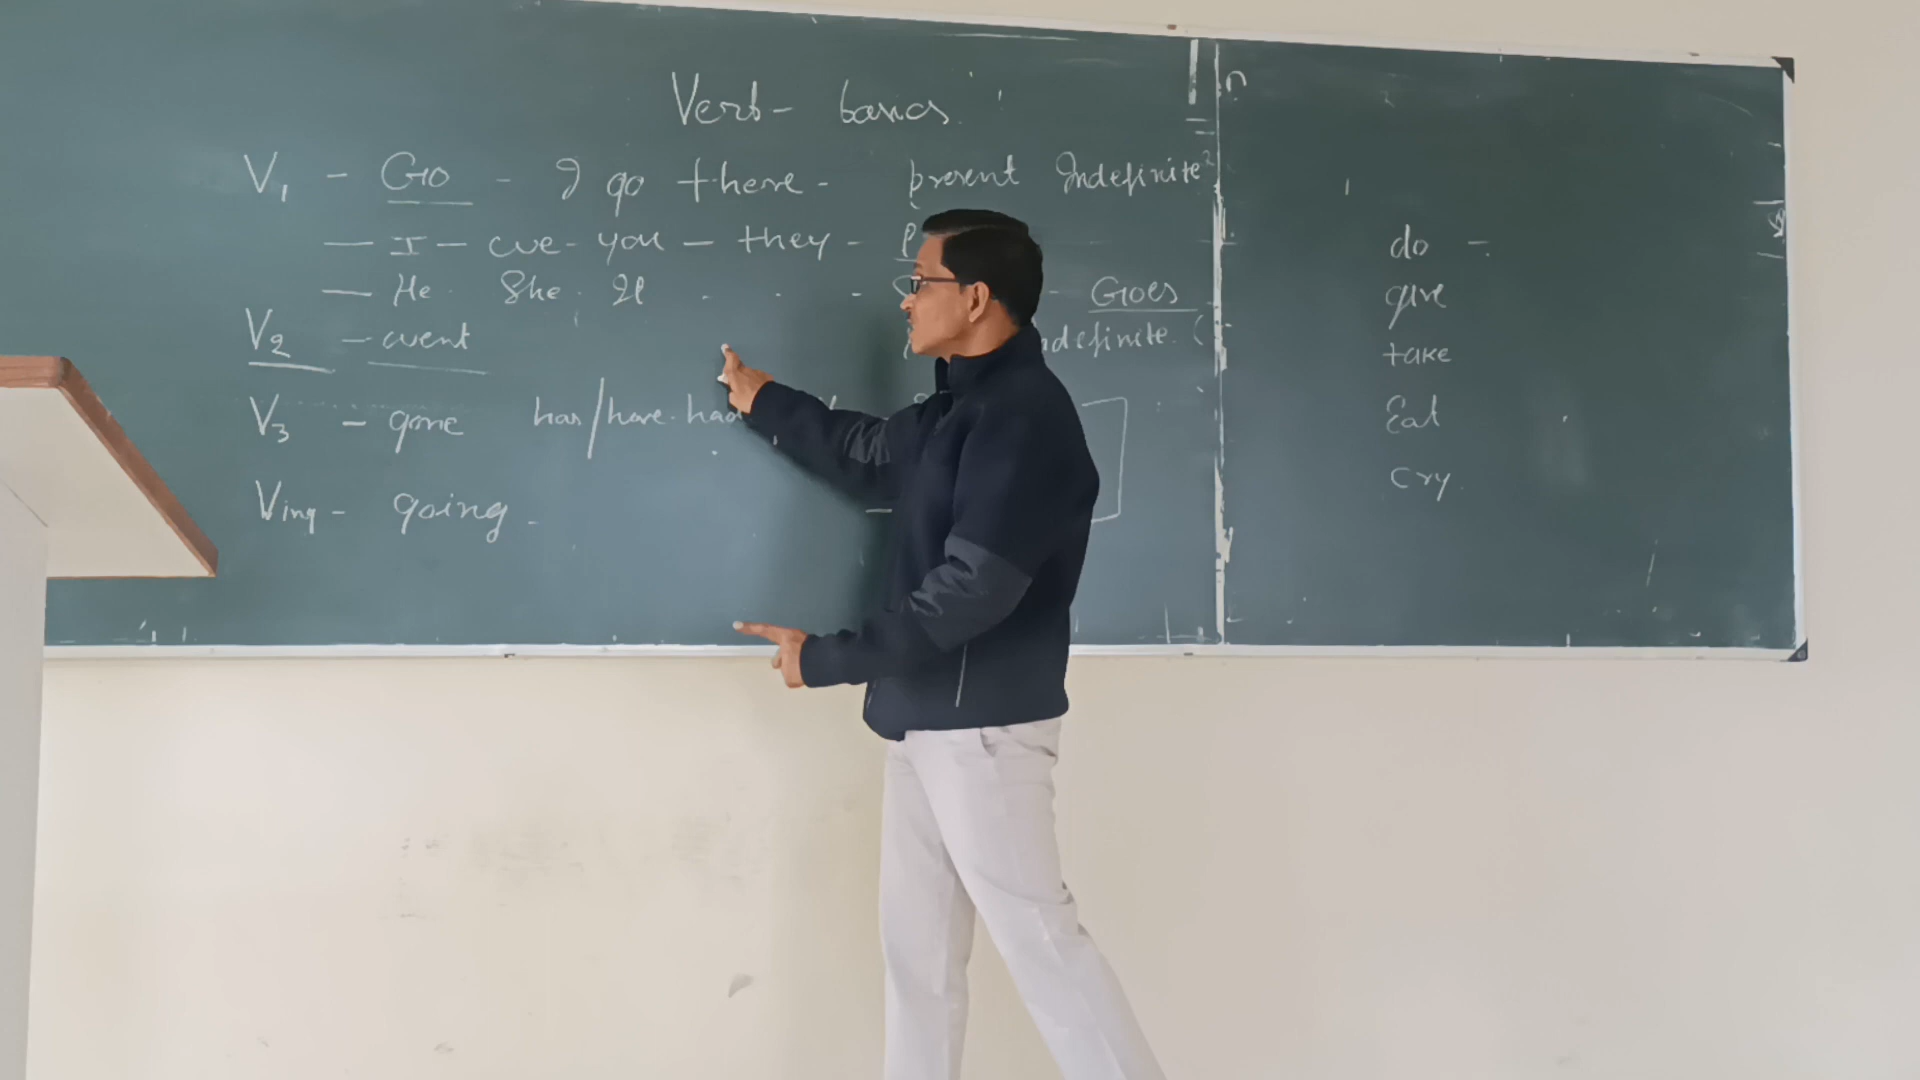 Verb- basics
V1 - Go - I go there - present Indefinite
— I — we - you — they - P
— He She It - Goes
V2 — went indefinite. (
V3 - gone has/have-had
Ving - going -
do -
give
take
Eat
cry